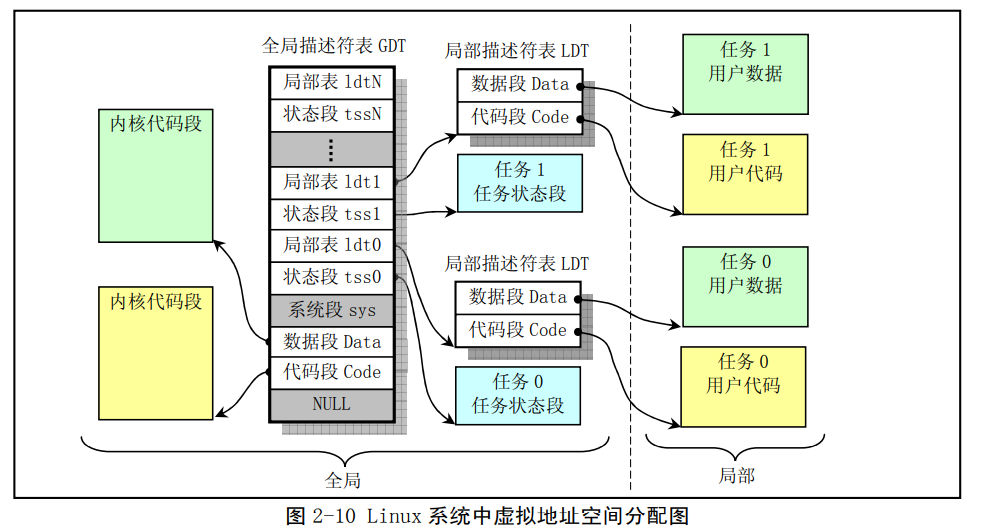 全局描述符表 GDT
局部表 ldtN
状态段 tssN
局部表 ldt1
状态段 tss1
局部表 ldt0
状态段 tss0
系统段 sys
数据段 Data
代码段 Code
NULL
内核代码段
内核代码段
局部描述符表 LDT
数据段 Data
代码段 Code
任务 1
任务状态段
局部描述符表 LDT
数据段 Data
代码段 Code
任务 0
任务状态段
任务 1
用户数据
任务 1
用户代码
任务 0
用户数据
任务 0
用户代码
全局
局部
图 2-10 Linux 系统中虚拟地址空间分配图